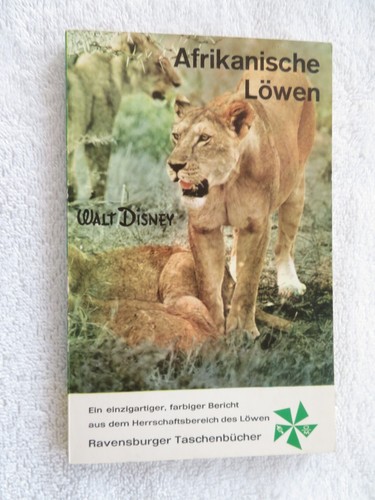 Afrikanische
Löwen
WALT DISNEY
Ein einzigartiger, farbiger Bericht
aus dem Herrschaftsbereich des Löwen
Ravensburger Taschenbücher